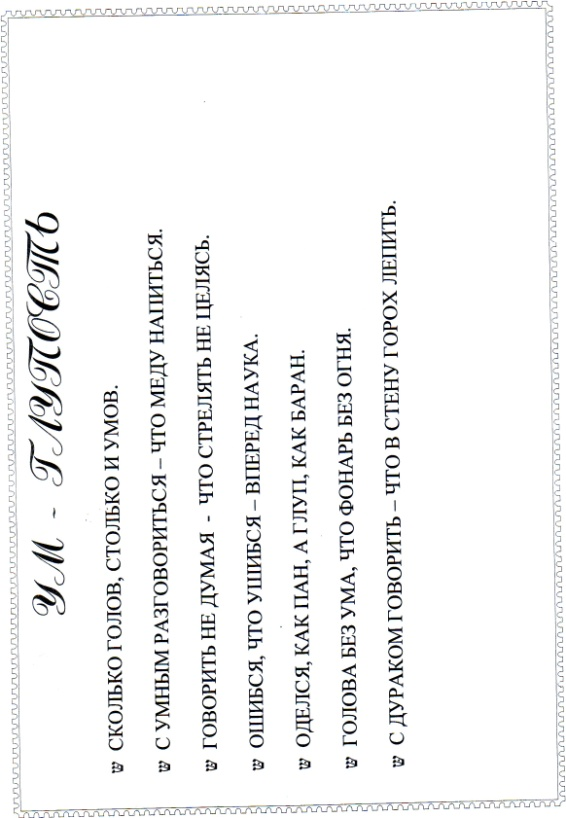 УМ - ГЛУПОСТЬ
СКОЛЬКО ГОЛОВ, СТОЛЬКО И УМОВ.
С УМНЫМ РАЗГОВОРИТЬСЯ – ЧТО МЕДУ НАПИТЬСЯ.
ГОВОРИТЬ НЕ ДУМАЯ - ЧТО СТРЕЛЯТЬ НЕ ЦЕЛЯСЬ.
ОШИБСЯ, ЧТО УШИБСЯ – ВПЕРЕД НАУКА.
ОДЕЛСЯ, КАК ПАН, А ГЛУП, КАК БАРАН.
ГОЛОВА БЕЗ УМА, ЧТО ФОНАРЬ БЕЗ ОГНЯ.
С ДУРАКОМ ГОВОРИТЬ – ЧТО В СТЕНУ ГОРОХ ЛЕПИТЬ.